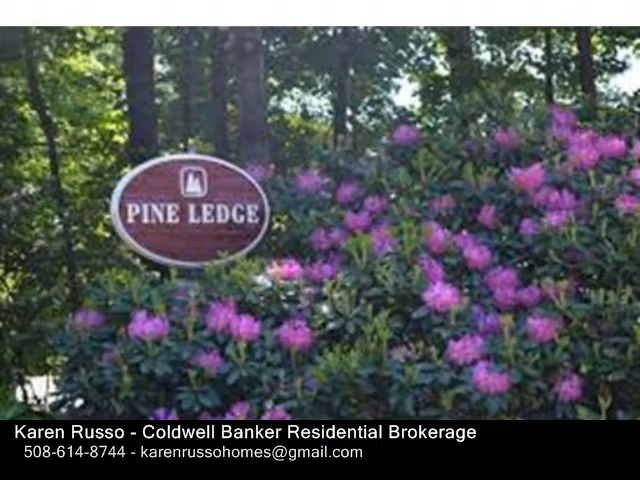 PINE LEDGE
Karen Russo - Coldwell Banker Residential Brokerage
508-614-8744 - karenrussohomes@gmail.com